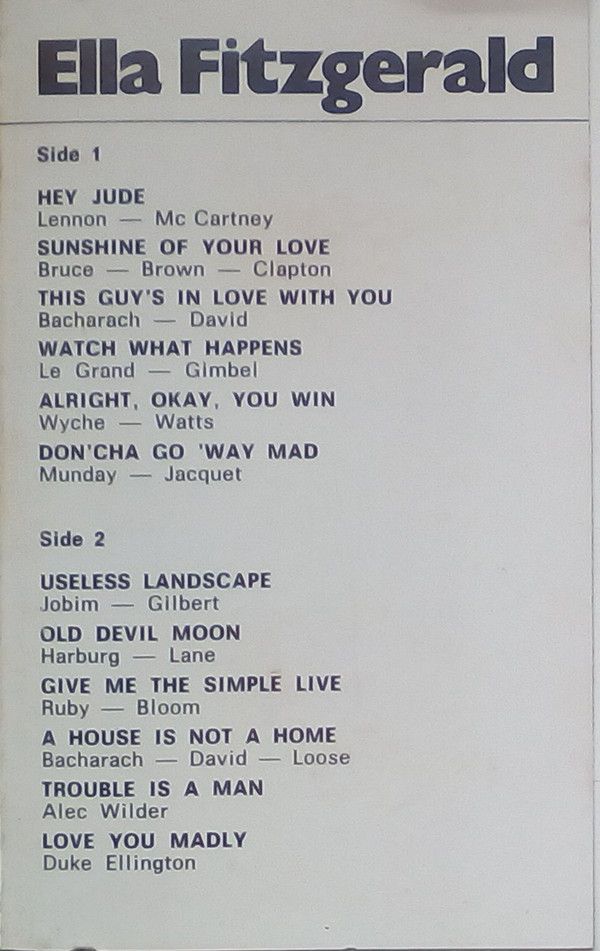 Ella Fitzgerald
Side 1
HEY JUDE
Lennon — Mc Cartney
SUNSHINE OF YOUR LOVE
Bruce — Brown — Clapton
THIS GUY'S IN LOVE WITH YOU
Bacharach — David
WATCH WHAT HAPPENS
Le Grand — Gimbel
ALRIGHT, OKAY, YOU WIN
Wyche — Watts
DON'CHA GO 'WAY MAD
Munday — Jacquet
Side 2
USELESS LANDSCAPE
Jobim — Gilbert
OLD DEVIL MOON
Harburg — Lane
GIVE ME THE SIMPLE LIVE
Ruby — Bloom
A HOUSE IS NOT A HOME
Bacharach — David — Loose
TROUBLE IS A MAN
Alec Wilder
LOVE YOU MADLY
Duke Ellington